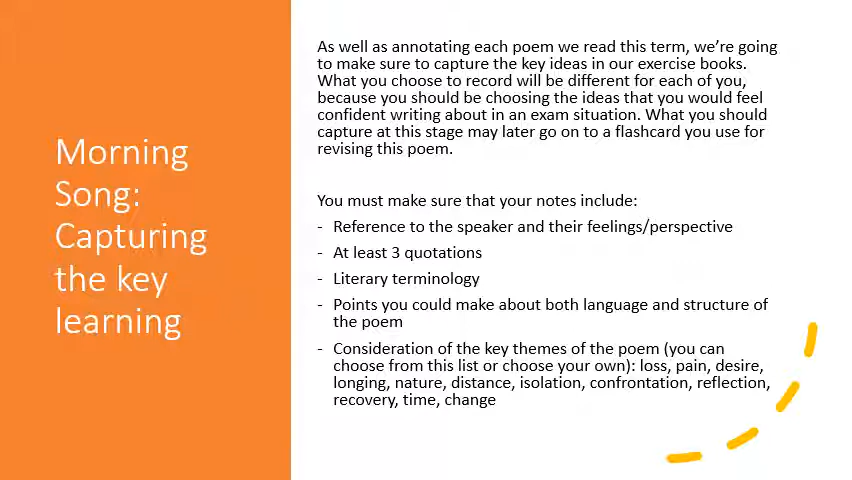 Morning
Song:
Capturing
the key
learning
As well as annotating each poem we read this term, we’re going
to make sure to capture the key ideas in our exercise books.
What you choose to record will be different for each of you,
because you should be choosing the ideas that you would feel
confident writing about in an exam situation. What you should
capture at this stage may later go on to a flashcard you use for
revising this poem.
You must make sure that your notes include:
- Reference to the speaker and their feelings/perspective
- At least 3 quotations
- Literary terminology
- Points you could make about both language and structure of
the poem
- Consideration of the key themes of the poem (you can
choose from this list or choose your own): loss, pain, desire,
longing, nature, distance, isolation, confrontation, reflection,
recovery, time, change